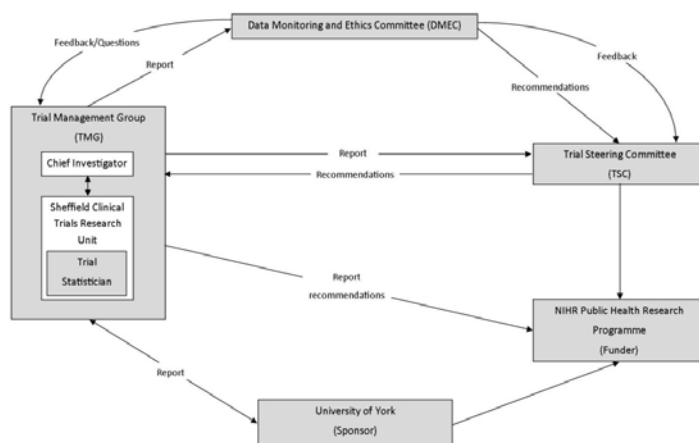 Data Monitoring and Ethics Committee (DMEC)
Feedback/Questions
Report
Feedback
Recommendations
Trial Management Group
(TMG)
Chief Investigator
Sheffield Clinical
Trials Research
Unit
Trial
Statistician
Report
Recommendations
Trial Steering Committee
(TSC)
Report
recommendations
NIHR Public Health Research
Programme
(Funder)
Report
University of York
(Sponsor)